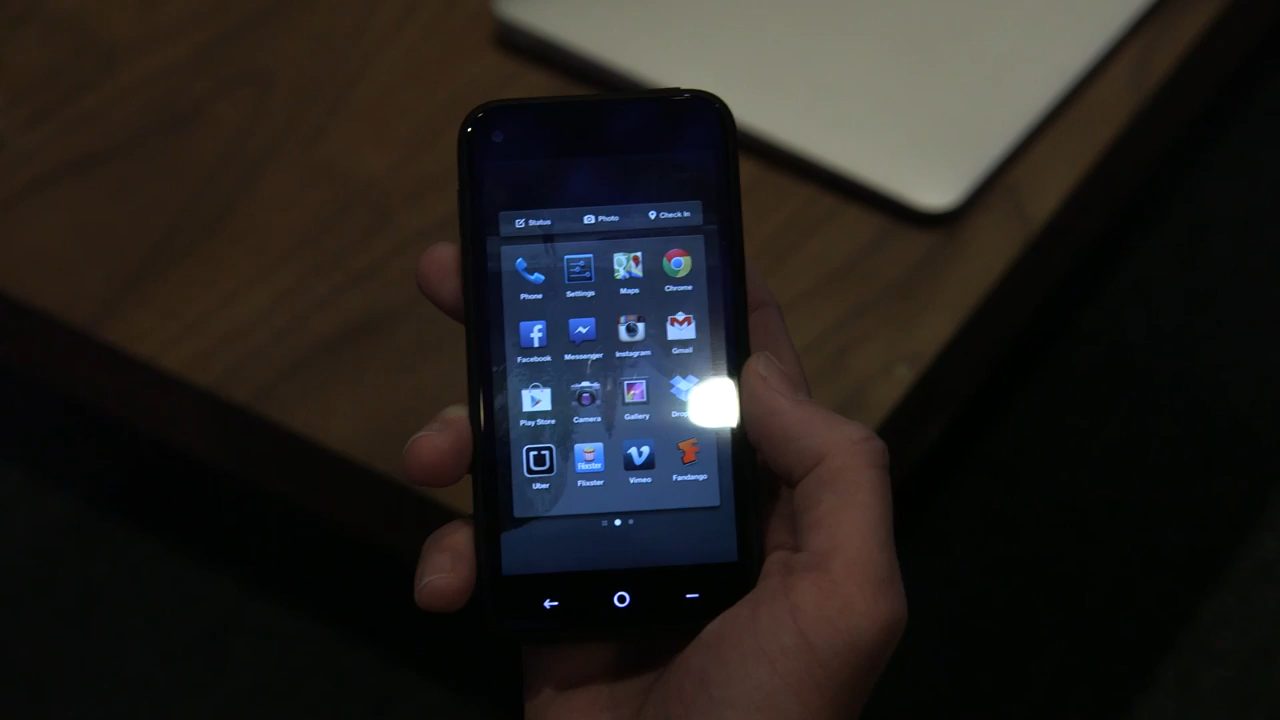 Status Photo Check In
Phone Settings Maps Chrome
Facebook Messenger Instagram Gmail
Play Store Camera Gallery
Flixster
Uber Flixster Vimeo Fandango